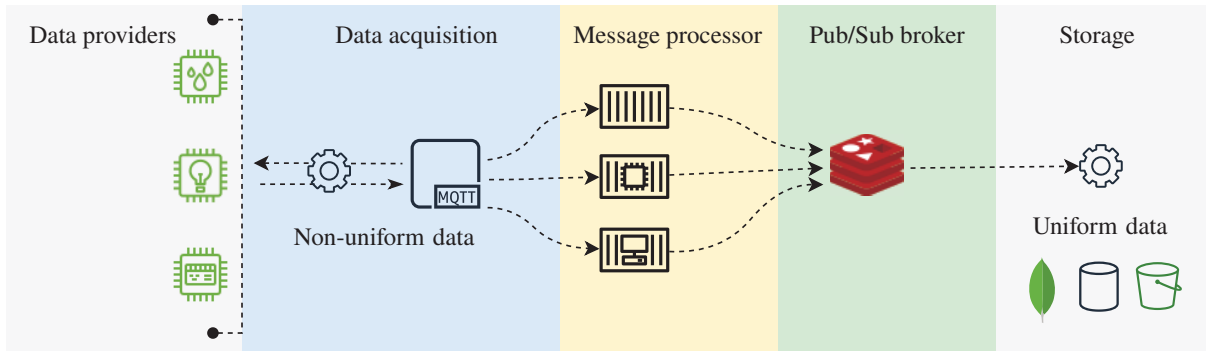 Data providers
Data acquisition
Message processor
Pub/Sub broker
Storage
MQTT
Non-uniform data
Uniform data